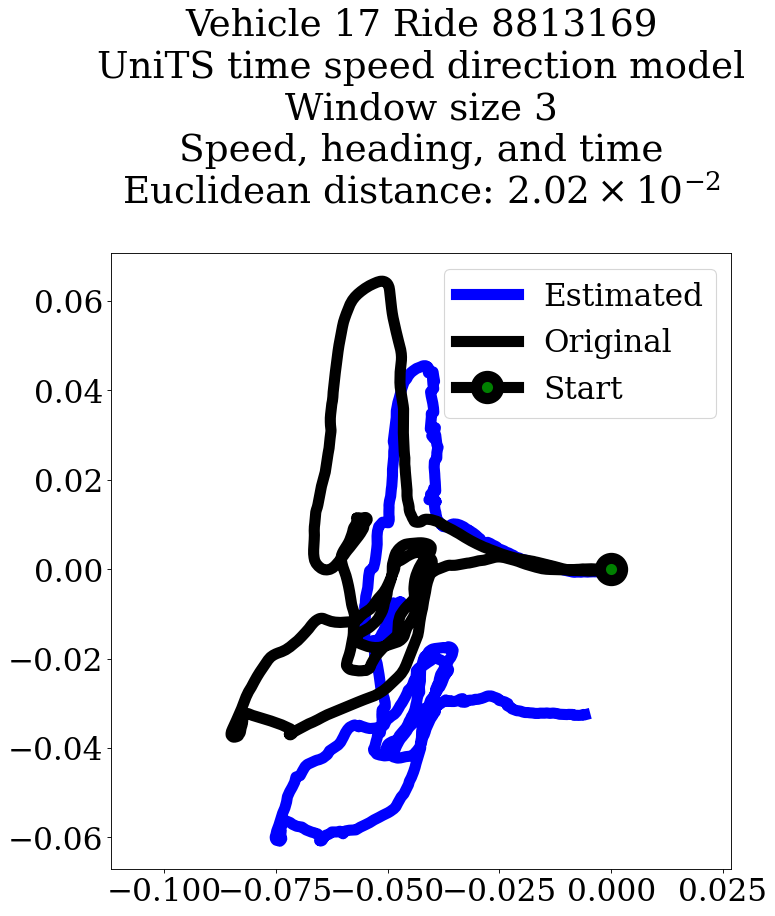 Vehicle 17 Ride 8813169
UniTS time speed direction model
Window size 3
Speed, heading, and time
Euclidean distance: 2.02 × 10⁻²
Estimated
Original
Start
0.06
0.04
0.02
0.00
−0.02
−0.04
−0.06
−0.100 −0.075 −0.050 −0.025 0.000 0.025